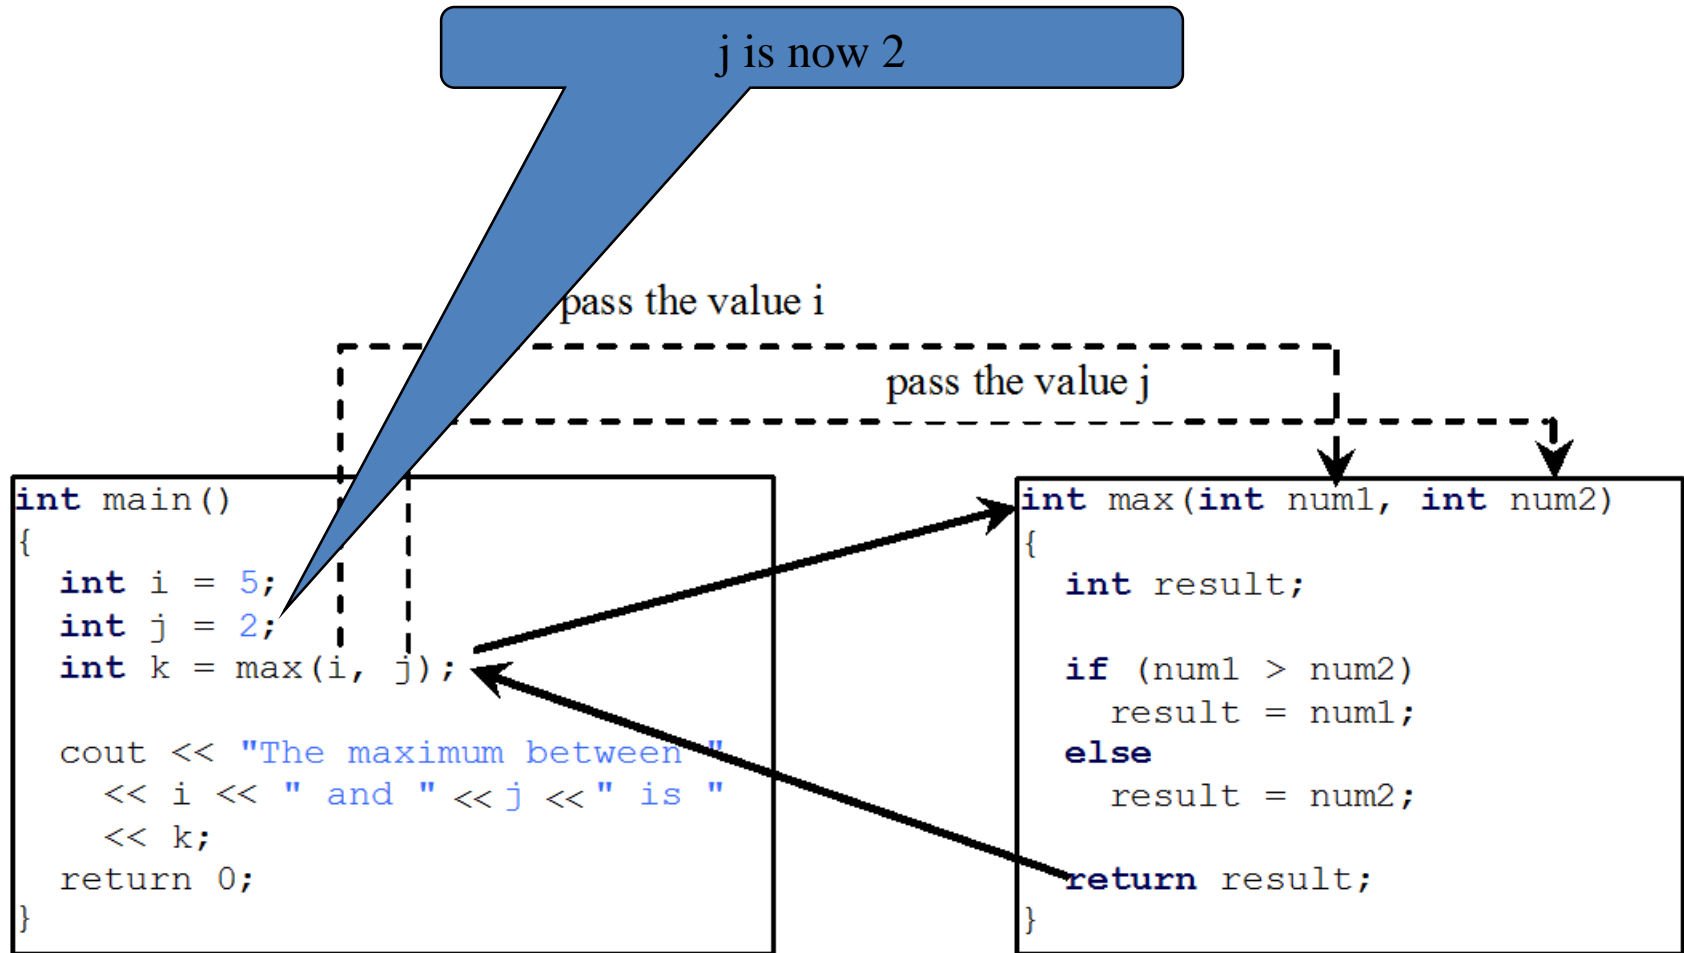 j is now 2
pass the value i
pass the value j
int main()
{
  int i = 5;
  int j = 2;
  int k = max(i, j);

  cout << "The maximum between "
    << i << " and " << j << " is "
    << k;
  return 0;
}
int max(int num1, int num2)
{
  int result;

  if (num1 > num2)
    result = num1;
  else
    result = num2;

  return result;
}